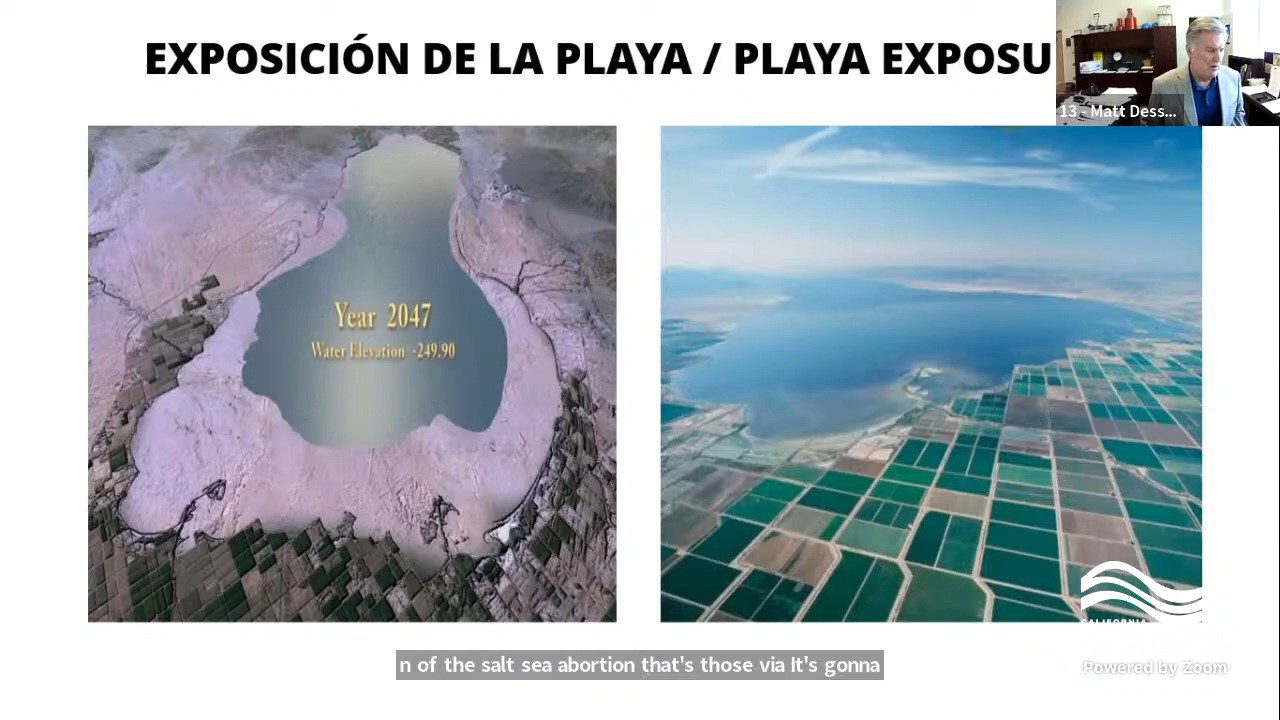 EXPOSICIÓN DE LA PLAYA / PLAYA EXPOSU
13 - Matt Dess...
Year 2047
Water Elevation -249.90
CALIFORNIA
n of the salt sea abortion that's those via It's gonna
Powered by Zoom